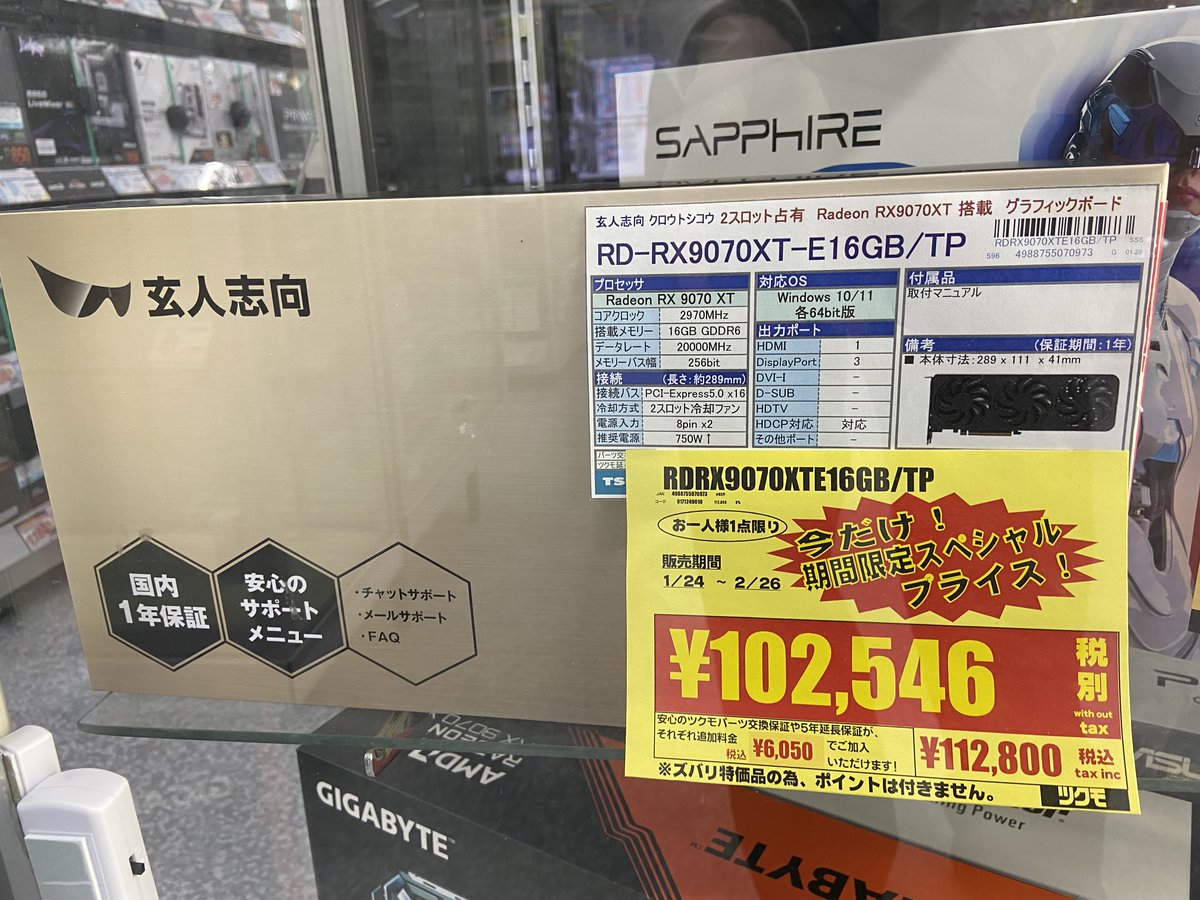 SAPPHIRE
玄人志向
玄人志向 クロウトシコウ 2スロット占有 Radeon RX9070XT 搭載 グラフィックボード
RD-RX9070XT-E16GB/TP
RDRX9070XTE16GB/TP SSS
596 4988755070973 G 01.28
プロセッサ
Radeon RX 9070 XT
コアクロック 2970MHz
搭載メモリー 16GB GDDR6
データレート 20000MHz
メモリーバス幅 256bit
接続 (長さ:約289mm)
接続バス PCI-Express5.0 x16
冷却方式 2スロット冷却ファン
電源入力 8pin x2
推奨電源 750W↑
対応OS
Windows 10/11
各64bit版
出力ポート
HDMI 1
DisplayPort 3
DVI-I -
D-SUB -
HDTV -
HDCP対応 対応
その他ポート -
付属品
取付マニュアル
備考 (保証期間:1年)
■ 本体寸法:289 x 111 x 41mm
国内
1年保証
安心の
サポート
メニュー
・チャットサポート
・メールサポート
・FAQ
RDRX9070XTE16GB/TP
JAN 4988755070973
お一人様1点限り
販売期間
1/24 ~ 2/26
今だけ!
期間限定スペシャル
プライス!
¥102,546
税別
with out
tax
安心のツクモパーツ交換保証や5年延長保証が、
それぞれ追加料金 税込 ¥6,050 でご加入
いただけます!
¥112,800 税込
tax inc
※ズバリ特価品の為、ポイントは付きません。
ツクモ
AMD
RADEON
RX 9070
GIGABYTE™